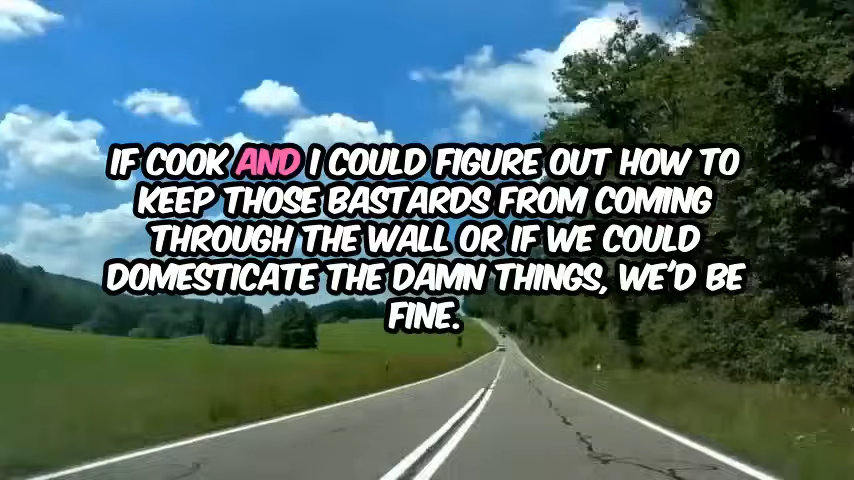 IF COOK AND I COULD FIGURE OUT HOW TO
KEEP THOSE BASTARDS FROM COMING
THROUGH THE WALL OR IF WE COULD
DOMESTICATE THE DAMN THINGS, WE'D BE
FINE.